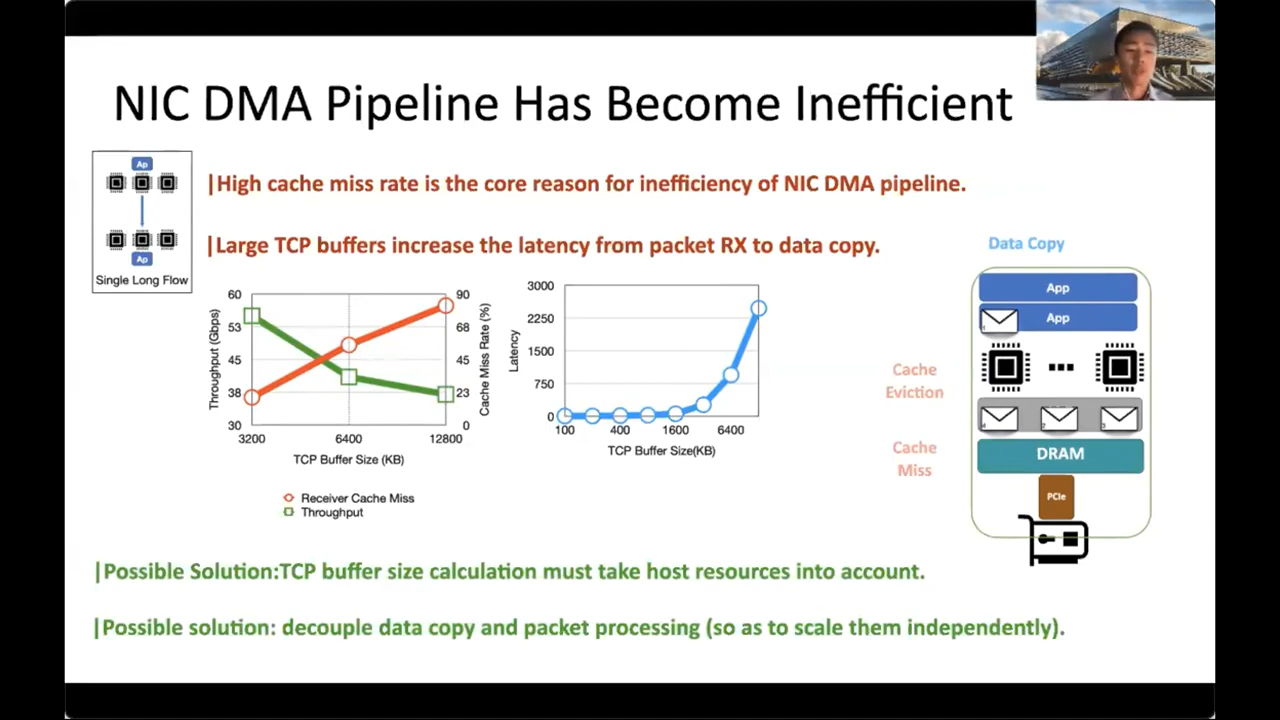 NIC DMA Pipeline Has Become Inefficient
Ap
Ap
Single Long Flow
|High cache miss rate is the core reason for inefficiency of NIC DMA pipeline.
|Large TCP buffers increase the latency from packet RX to data copy.
60
53
45
38
30
Throughput (Gbps)
90
68
45
23
0
Cache Miss Rate (%)
3200 6400 12800
TCP Buffer Size (KB)
Receiver Cache Miss
Throughput
3000
2250
1500
750
0
Latency
100 400 1600 6400
TCP Buffer Size(KB)
Data Copy
App
App
1
Cache
Eviction
4 2 3
Cache
Miss
DRAM
PCIe
|Possible Solution:TCP buffer size calculation must take host resources into account.
|Possible solution: decouple data copy and packet processing (so as to scale them independently).